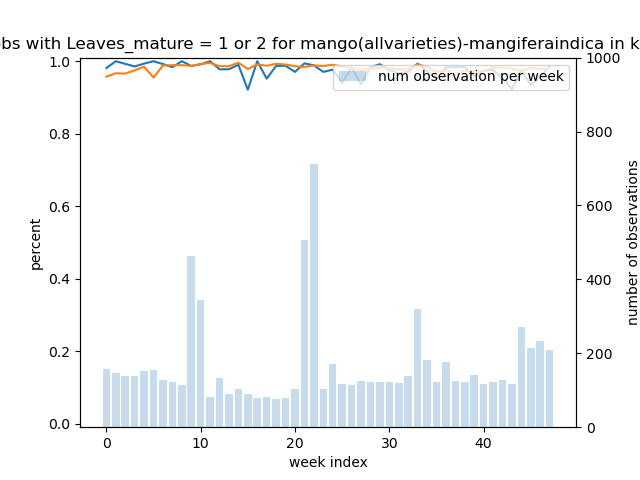 obs with Leaves_mature = 1 or 2 for mango(allvarieties)-mangiferaindica in k
num observation per week
1.0
0.8
0.6
0.4
0.2
0.0
percent
1000
800
600
400
200
0
number of observations
0 10 20 30 40
week index